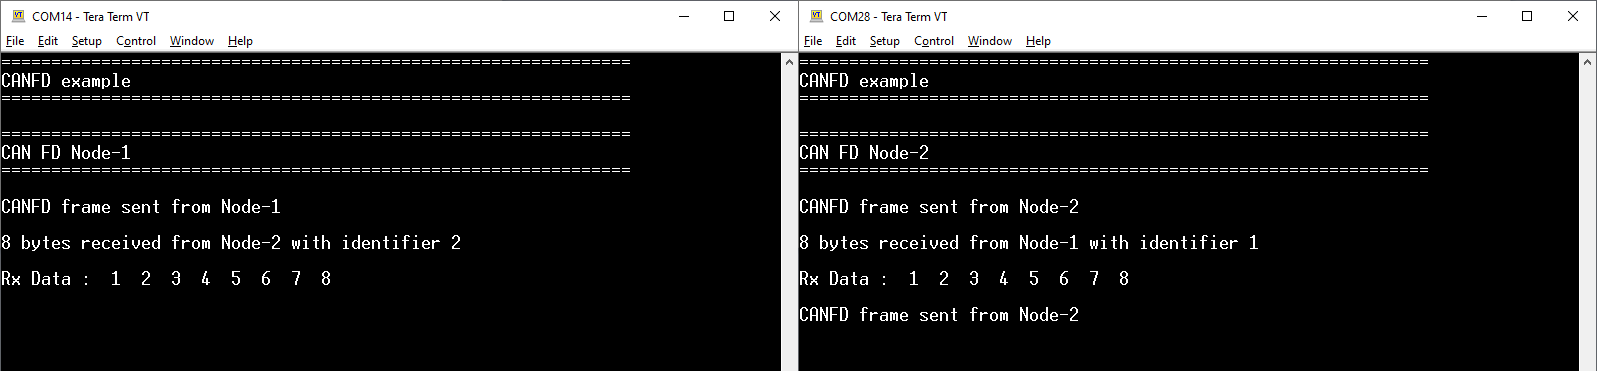 COM14 - Tera Term VT
File Edit Setup Control Window Help
===============================================================
CANFD example
===============================================================
===============================================================
CAN FD Node-1
===============================================================
CANFD frame sent from Node-1
8 bytes received from Node-2 with identifier 2
Rx Data :  1  2  3  4  5  6  7  8
COM28 - Tera Term VT
File Edit Setup Control Window Help
===============================================================
CANFD example
===============================================================
===============================================================
CAN FD Node-2
===============================================================
CANFD frame sent from Node-2
8 bytes received from Node-1 with identifier 1
Rx Data :  1  2  3  4  5  6  7  8
CANFD frame sent from Node-2